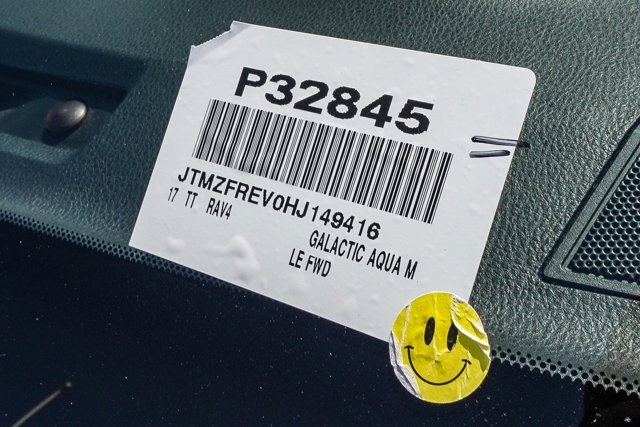 P32845
JTMZFREV0HJ149416
17 TT RAV4
GALACTIC AQUA M
LE FWD